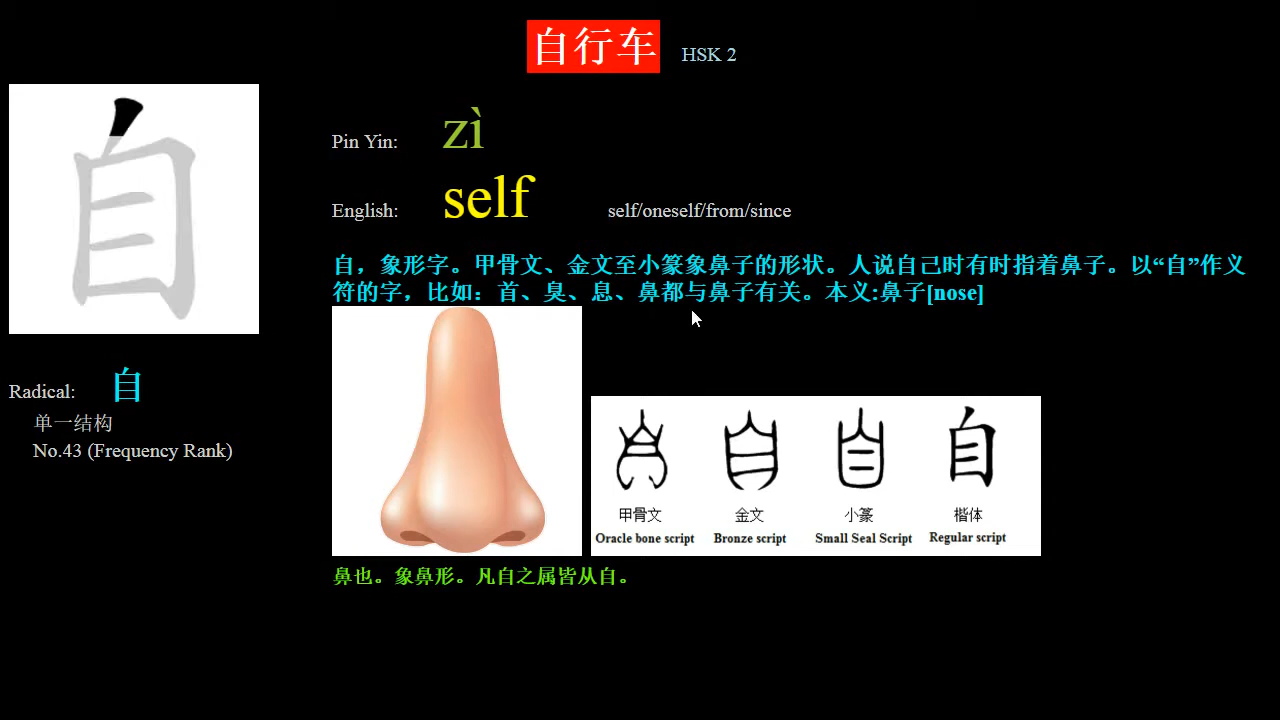 自行车 HSK 2
自
Pin Yin: zì
English: self self/oneself/from/since
自，象形字。甲骨文、金文至小篆象鼻子的形状。人说自己时有时指着鼻子。以“自”作义
符的字，比如：首、臭、息、鼻都与鼻子有关。本义:鼻子[nose]
Radical: 自
单一结构
No.43 (Frequency Rank)
自
甲骨文 金文 小篆 楷体
Oracle bone script Bronze script Small Seal Script Regular script
鼻也。象鼻形。凡自之属皆从自。